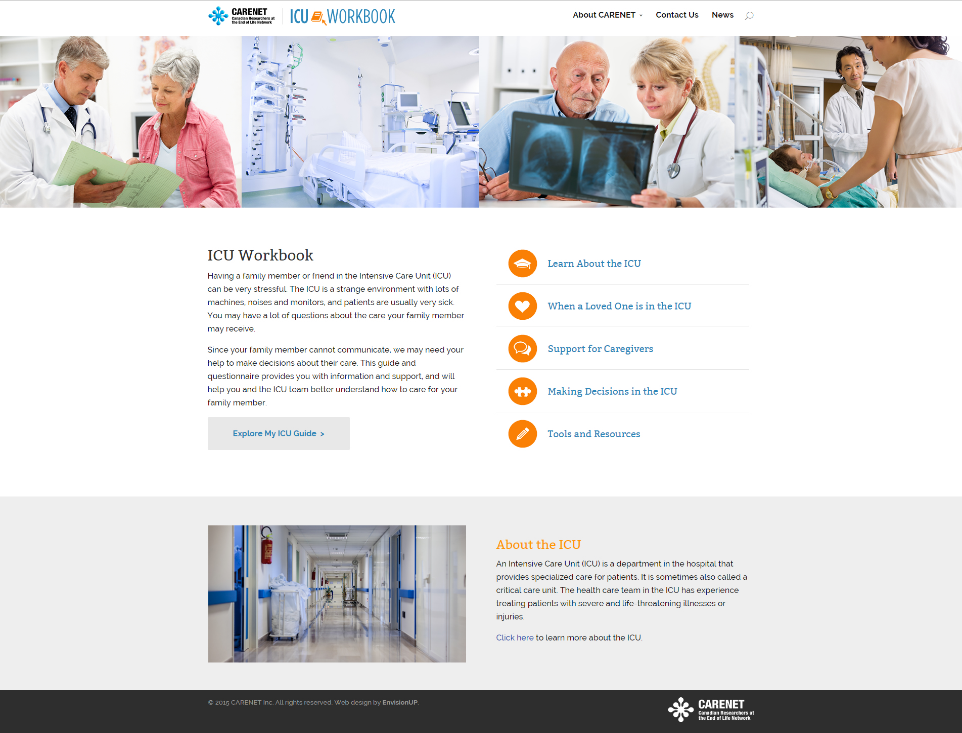 CARENET
Canadian Researchers at
the End of Life Network
ICU WORKBOOK
About CARENET
Contact Us
News
ICU Workbook
Having a family member or friend in the Intensive Care Unit (ICU)
can be very stressful. The ICU is a strange environment with lots of
machines, noises and monitors, and patients are usually very sick.
You may have a lot of questions about the care your family member
may receive.
Since your family member cannot communicate, we may need your
help to make decisions about their care. This guide and
questionnaire provides you with information and support, and will
help you and the ICU team better understand how to care for your
family member.
Explore My ICU Guide >
Learn About the ICU
When a Loved One is in the ICU
Support for Caregivers
Making Decisions in the ICU
Tools and Resources
About the ICU
An Intensive Care Unit (ICU) is a department in the hospital that
provides specialized care for patients. It is sometimes also called a
critical care unit. The health care team in the ICU has experience
treating patients with severe and life-threatening illnesses or
injuries.
Click here to learn more about the ICU.
© 2015 CARENET Inc. All rights reserved. Web design by EnvisionUP.
CARENET
Canadian Researchers at
the End of Life Network